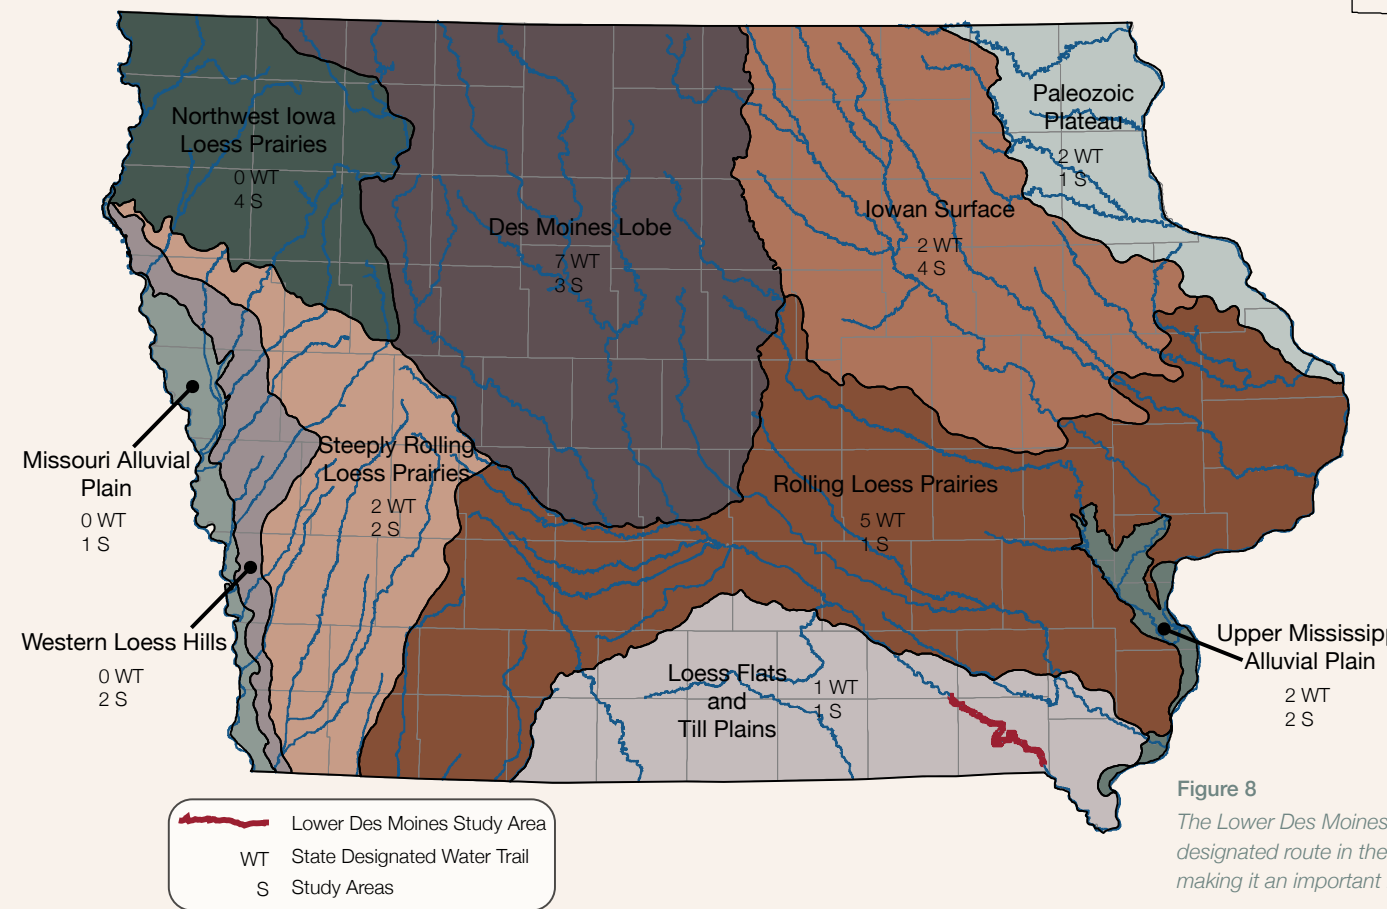 Northwest Iowa
Loess Prairies
0 WT
4 S
Des Moines Lobe
7 WT
3 S
Iowan Surface
2 WT
4 S
Paleozoic
Plateau
2 WT
1 S
Missouri Alluvial
Plain
0 WT
1 S
Steeply Rolling
Loess Prairies
2 WT
2 S
Rolling Loess Prairies
5 WT
1 S
Western Loess Hills
0 WT
2 S
Loess Flats
and
Till Plains
1 WT
1 S
Upper Mississipp
Alluvial Plain
2 WT
2 S
Lower Des Moines Study Area
WT State Designated Water Trail
S Study Areas
Figure 8
The Lower Des Moines
designated route in the
making it an important